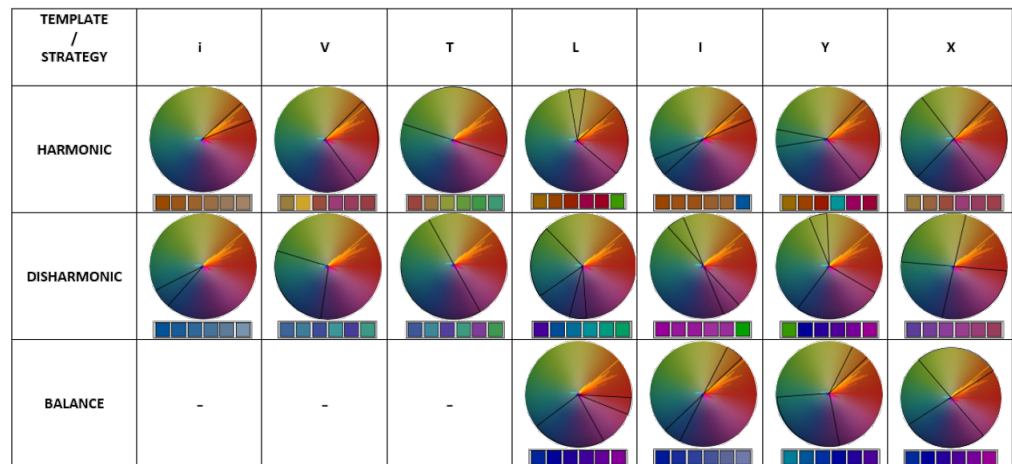 TEMPLATE
/
STRATEGY
i
V
T
L
I
Y
X
HARMONIC
DISHARMONIC
BALANCE
-
-
-